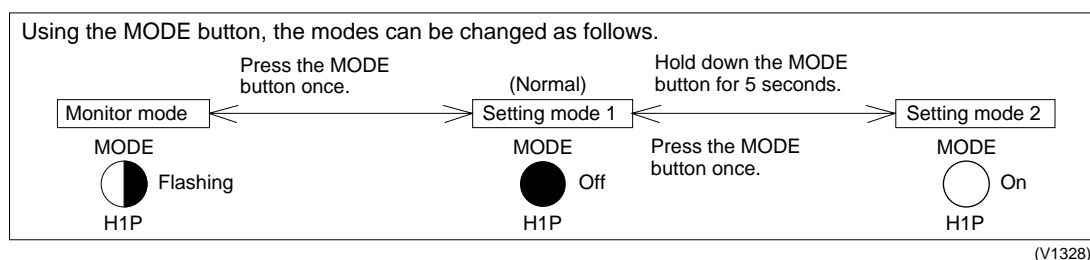 Using the MODE button, the modes can be changed as follows.
Press the MODE
button once.
(Normal)
Hold down the MODE
button for 5 seconds.
Monitor mode
Setting mode 1
Setting mode 2
MODE
Flashing
H1P
MODE
Off
H1P
Press the MODE
button once.
MODE
On
H1P
(V1328)